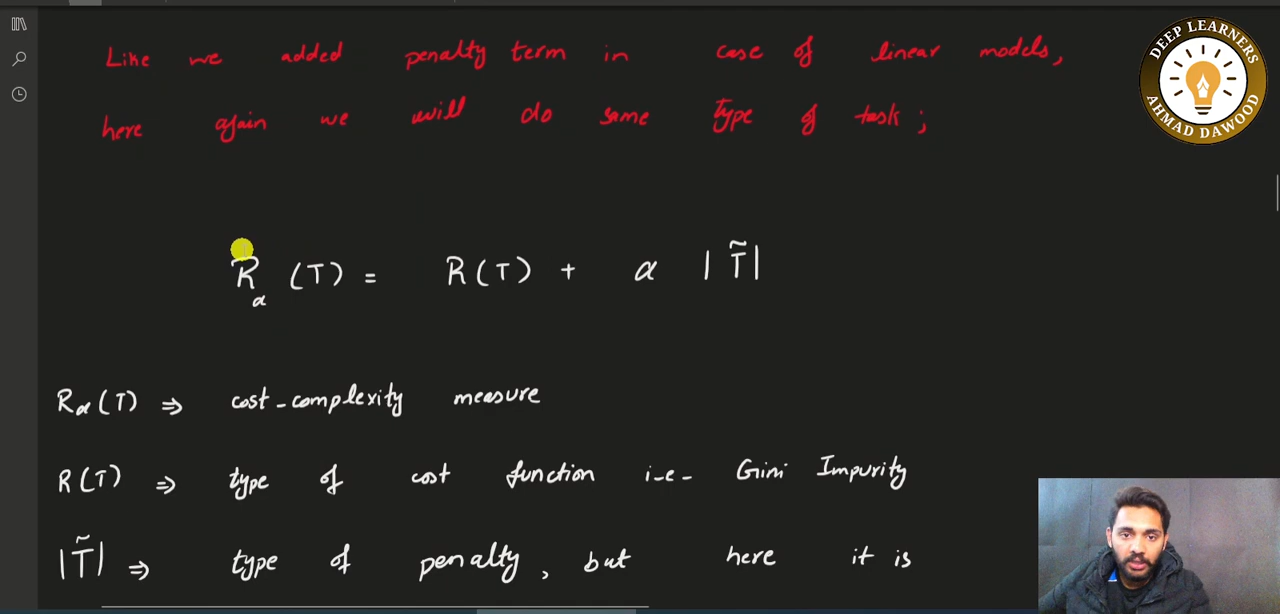 Like we added penalty term in case of linear models,
here again we will do same type of task ;
DEEP LEARNERS
AHMAD DAWOOD
R_α (T) = R(T) + α |T̃|
R_α(T) ⇒ cost-complexity measure
R(T) ⇒ type of cost function i-e- Gini Impurity
|T̃| ⇒ type of penalty, but here it is